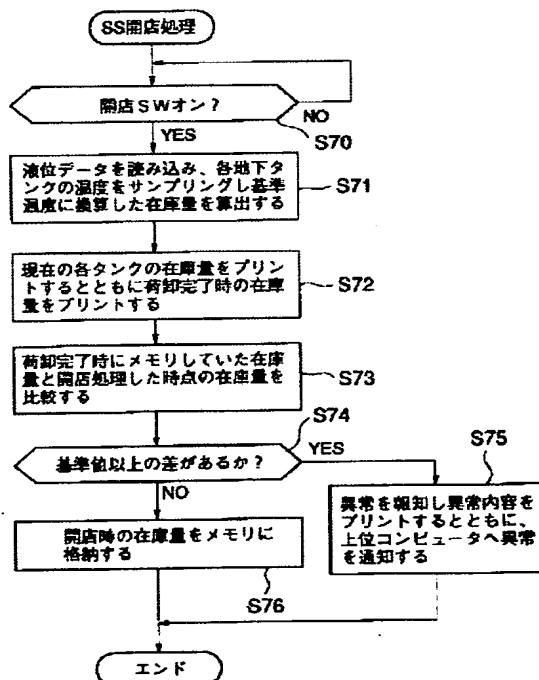 SS開店処理
開店SWオン?
NO
YES
S70
液位データを読み込み、各地下タ
ンクの温度をサンプリングし基準
温度に換算した在庫量を算出する
S71
現在の各タンクの在庫量をプリン
トするとともに荷卸完了時の在庫
量をプリントする
S72
荷卸完了時にメモリしていた在庫
量と開店処理した時点の在庫量を
比較する
S73
S74
基準値以上の差があるか?
YES
NO
S75
異常を報知し異常内容を
プリントするとともに、
上位コンピュータへ異常
を通知する
開店時の在庫量をメモリに
格納する
S76
エンド